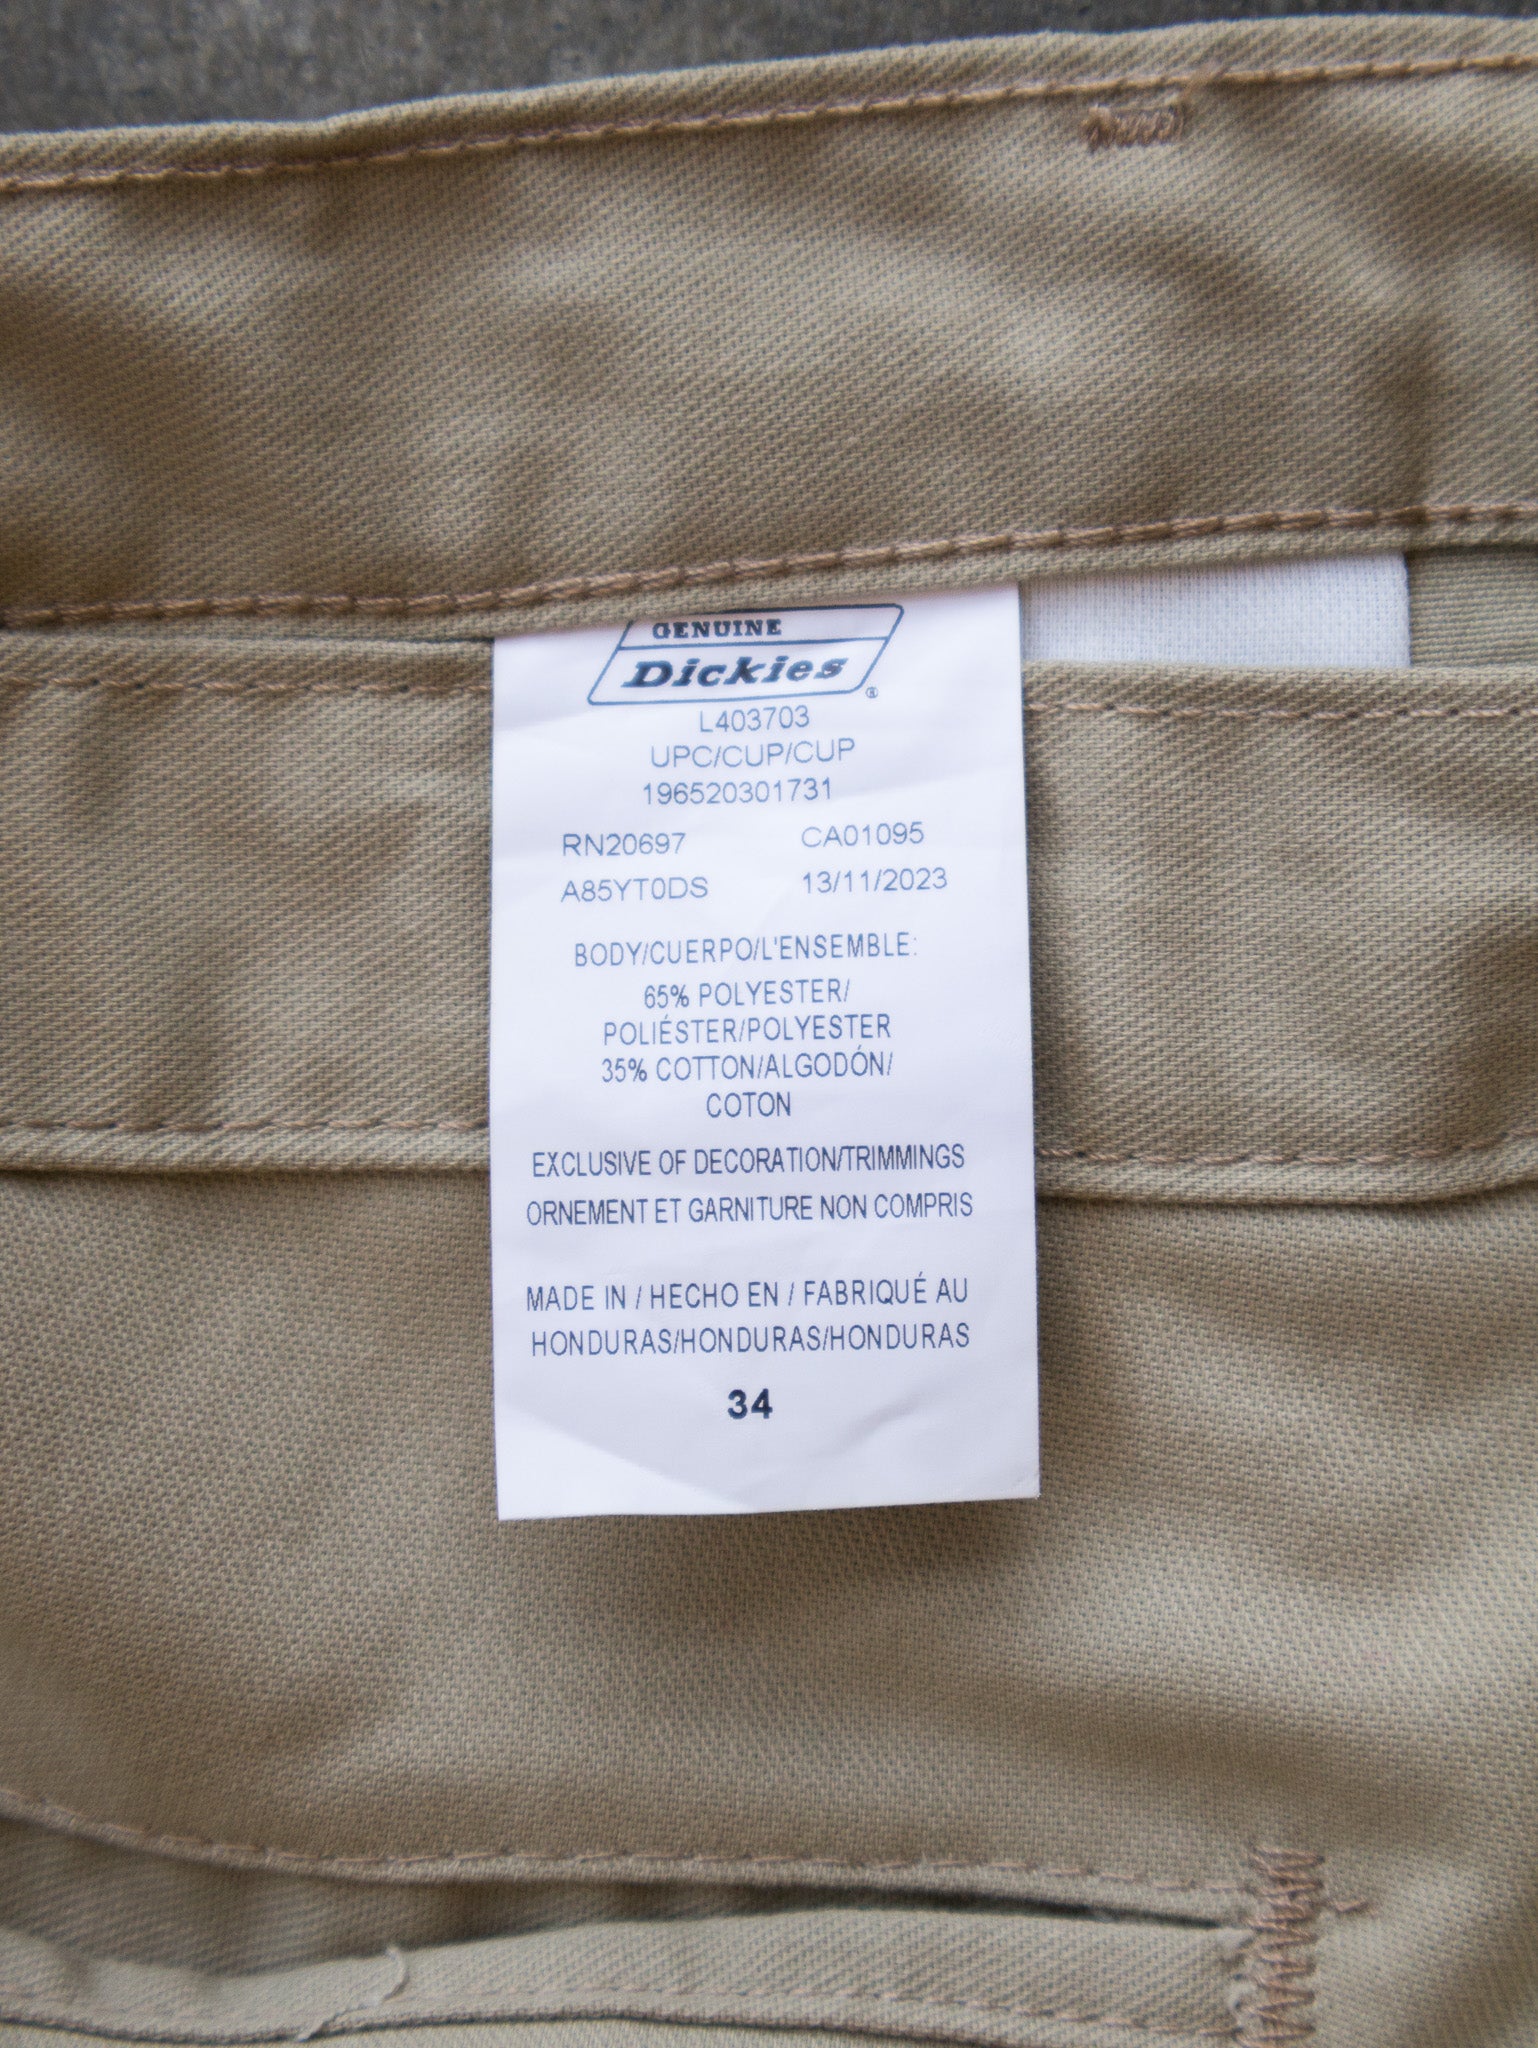 GENUINE
Dickies®
L403703
UPC/CUP/CUP
196520301731
RN20697 CA01095
A85YT0DS 13/11/2023
BODY/CUERPO/L'ENSEMBLE:
65% POLYESTER/
POLIÉSTER/POLYESTER
35% COTTON/ALGODÓN/
COTON
EXCLUSIVE OF DECORATION/TRIMMINGS
ORNEMENT ET GARNITURE NON COMPRIS
MADE IN / HECHO EN / FABRIQUÉ AU
HONDURAS/HONDURAS/HONDURAS
34